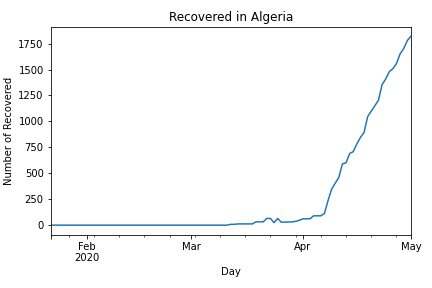 Recovered in Algeria
Number of Recovered
1750
1500
1250
1000
750
500
250
0
Feb
2020
Mar
Apr
May
Day